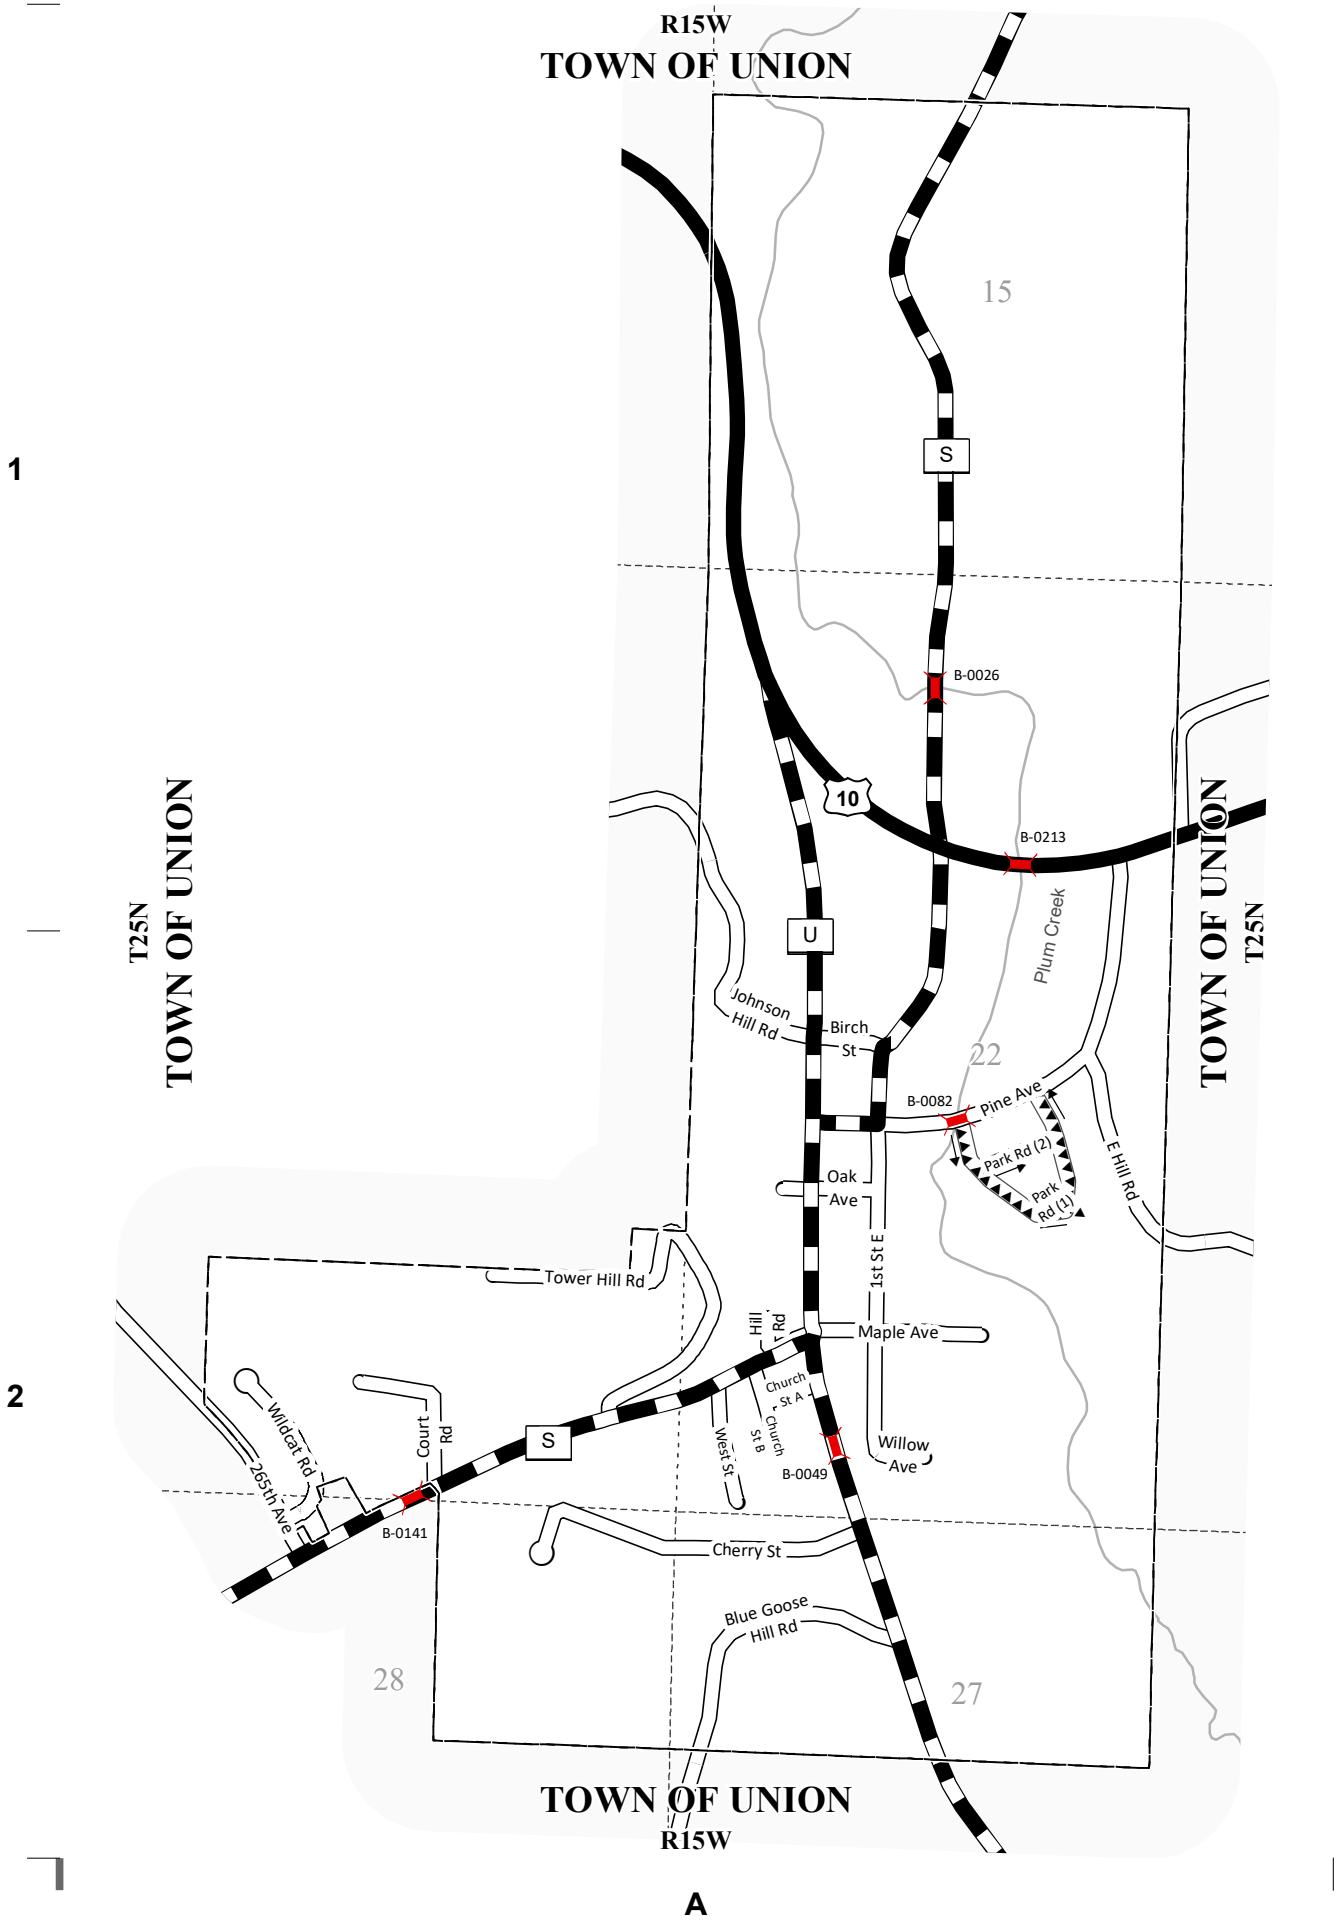 R15W
TOWN OF UNION
15
1
S
B-0026
10
B-0213
TOWN OF UNION
T25N
TOWN OF UNION
T25N
Plum Creek
U
Johnson
Hill Rd
Birch
St
22
B-0082
Pine Ave
Park Rd (2)
Park
Rd (1)
E Hill Rd
Oak
Ave
1st St E
Tower Hill Rd
Hill
Rd
Maple Ave
2
Church
St A
Church
St B
West St
S
Court
Rd
Wildcat Rd
265th Ave
Willow
Ave
B-0049
B-0141
Cherry St
Blue Goose
Hill Rd
28
27
TOWN OF UNION
R15W
A